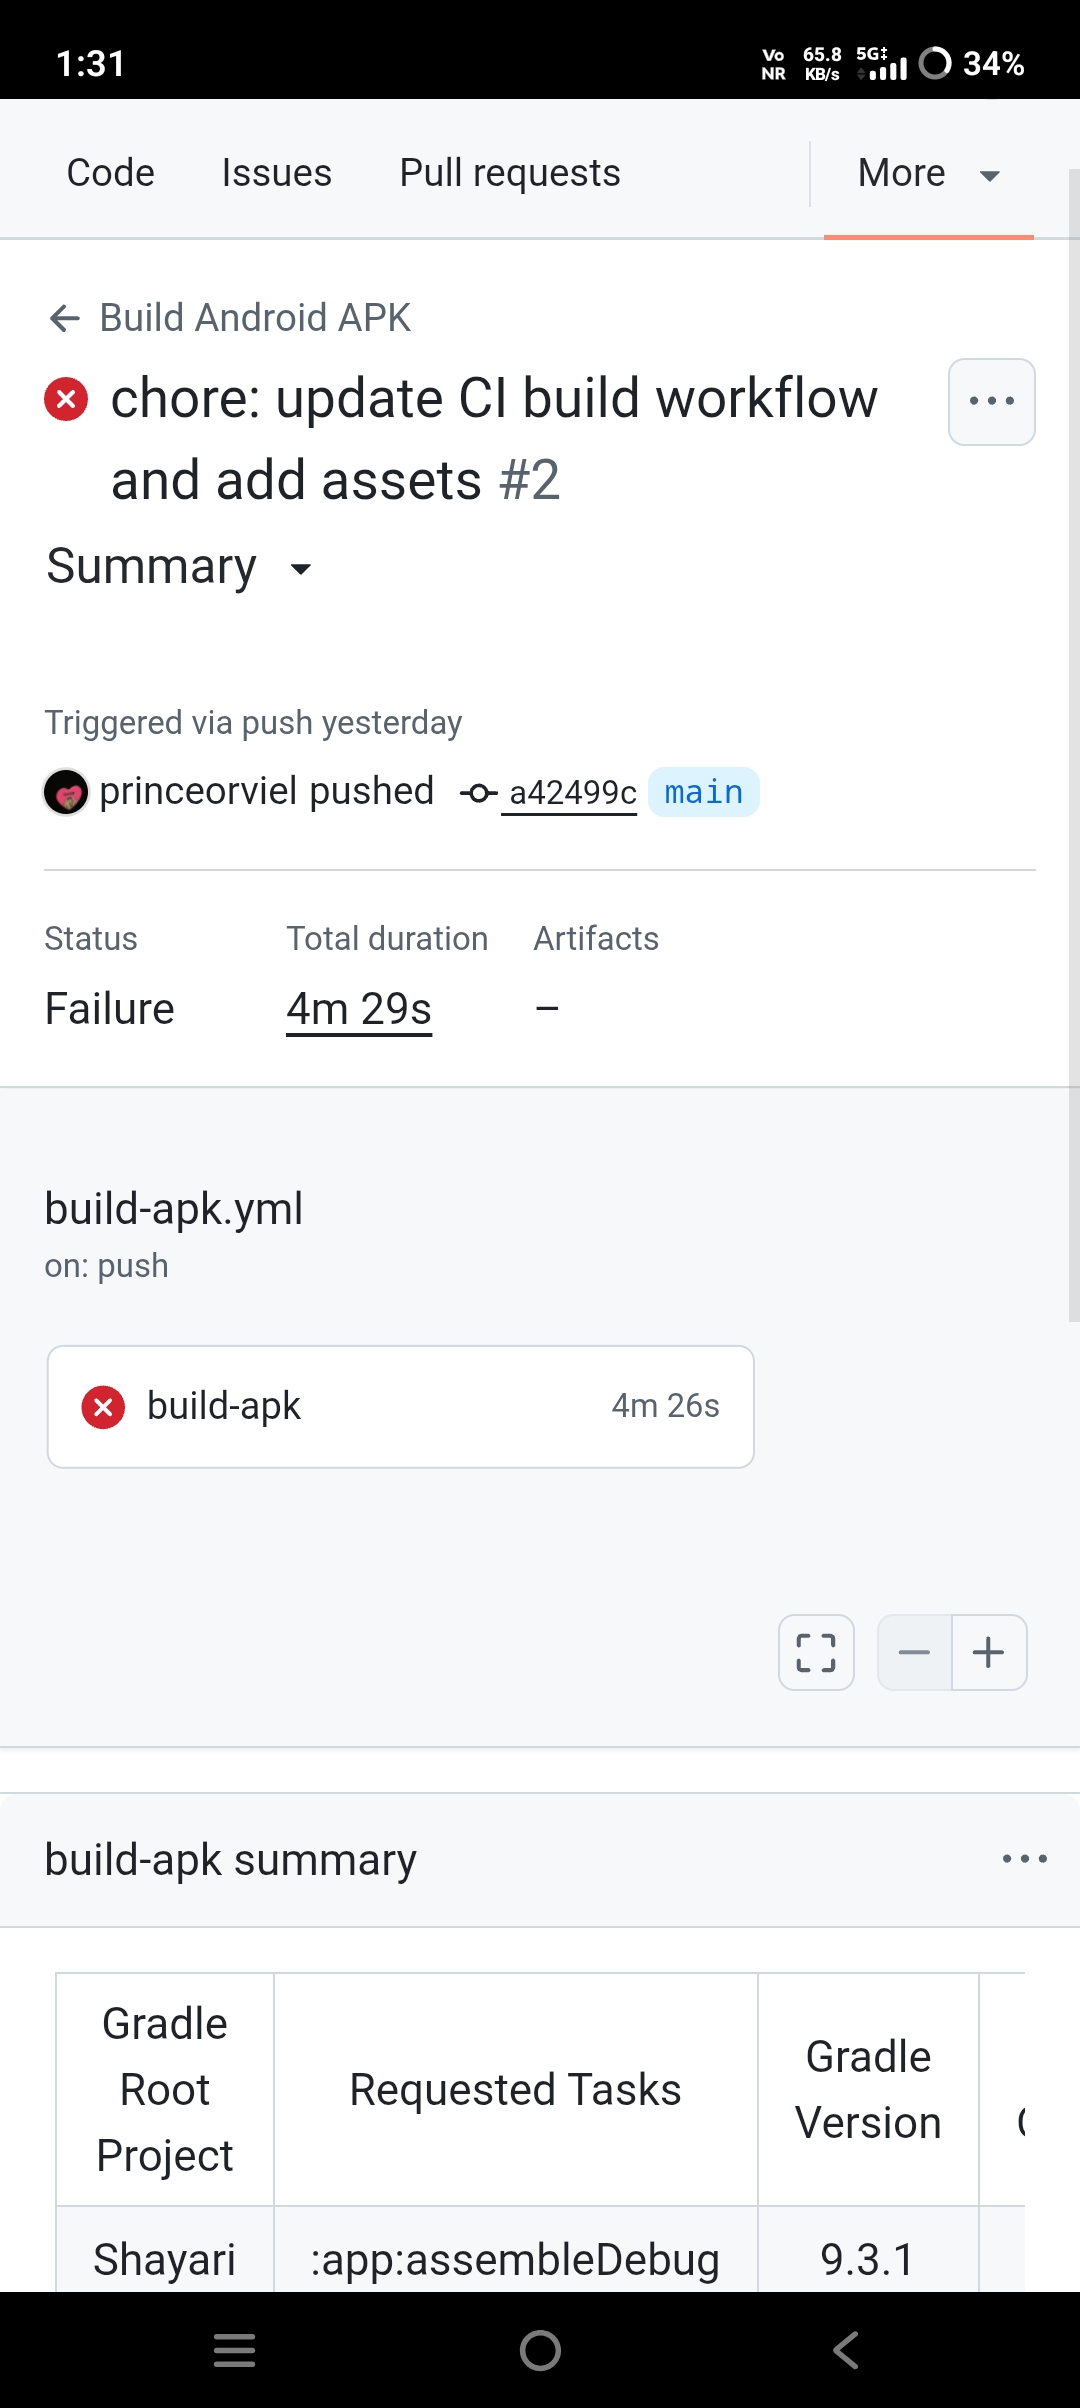 1:31
Vo NR 65.8 KB/s 5G 34%
Code Issues Pull requests More
Build Android APK
chore: update CI build workflow
and add assets #2
Summary
Triggered via push yesterday
princeorviel pushed a42499c main
Status Total duration Artifacts
Failure 4m 29s –
build-apk.yml
on: push
build-apk 4m 26s
build-apk summary
Gradle Root Project Requested Tasks Gradle Version
Shayari :app:assembleDebug 9.3.1